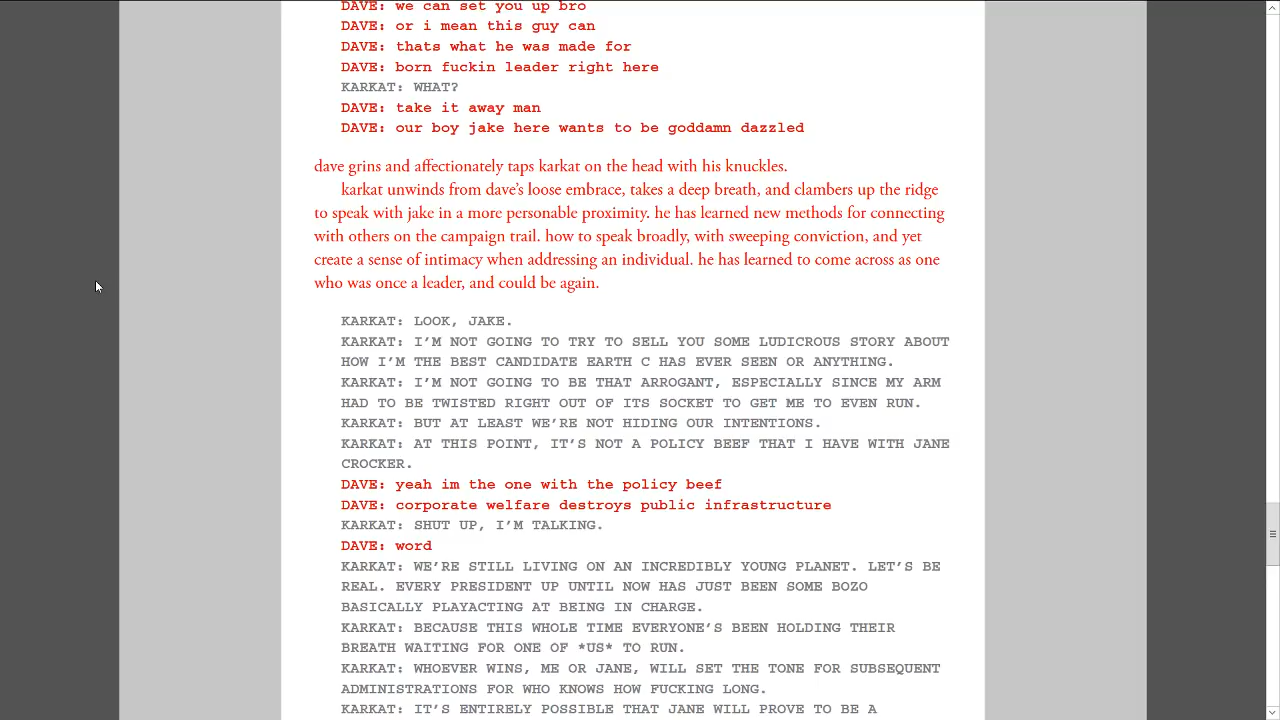 DAVE: we can set you up bro
DAVE: or i mean this guy can
DAVE: thats what he was made for
DAVE: born fuckin leader right here
KARKAT: WHAT?
DAVE: take it away man
DAVE: our boy jake here wants to be goddamn dazzled
dave grins and affectionately taps karkat on the head with his knuckles.
karkat unwinds from dave’s loose embrace, takes a deep breath, and clambers up the ridge
to speak with jake in a more personable proximity. he has learned new methods for connecting
with others on the campaign trail. how to speak broadly, with sweeping conviction, and yet
create a sense of intimacy when addressing an individual. he has learned to come across as one
who was once a leader, and could be again.
KARKAT: LOOK, JAKE.
KARKAT: I’M NOT GOING TO TRY TO SELL YOU SOME LUDICROUS STORY ABOUT
HOW I’M THE BEST CANDIDATE EARTH C HAS EVER SEEN OR ANYTHING.
KARKAT: I’M NOT GOING TO BE THAT ARROGANT, ESPECIALLY SINCE MY ARM
HAD TO BE TWISTED RIGHT OUT OF ITS SOCKET TO GET ME TO EVEN RUN.
KARKAT: BUT AT LEAST WE’RE NOT HIDING OUR INTENTIONS.
KARKAT: AT THIS POINT, IT’S NOT A POLICY BEEF THAT I HAVE WITH JANE
CROCKER.
DAVE: yeah im the one with the policy beef
DAVE: corporate welfare destroys public infrastructure
KARKAT: SHUT UP, I’M TALKING.
DAVE: word
KARKAT: WE’RE STILL LIVING ON AN INCREDIBLY YOUNG PLANET. LET’S BE
REAL. EVERY PRESIDENT UP UNTIL NOW HAS JUST BEEN SOME BOZO
BASICALLY PLAYACTING AT BEING IN CHARGE.
KARKAT: BECAUSE THIS WHOLE TIME EVERYONE’S BEEN HOLDING THEIR
BREATH WAITING FOR ONE OF *US* TO RUN.
KARKAT: WHOEVER WINS, ME OR JANE, WILL SET THE TONE FOR SUBSEQUENT
ADMINISTRATIONS FOR WHO KNOWS HOW FUCKING LONG.
KARKAT: IT’S ENTIRELY POSSIBLE THAT JANE WILL PROVE TO BE A